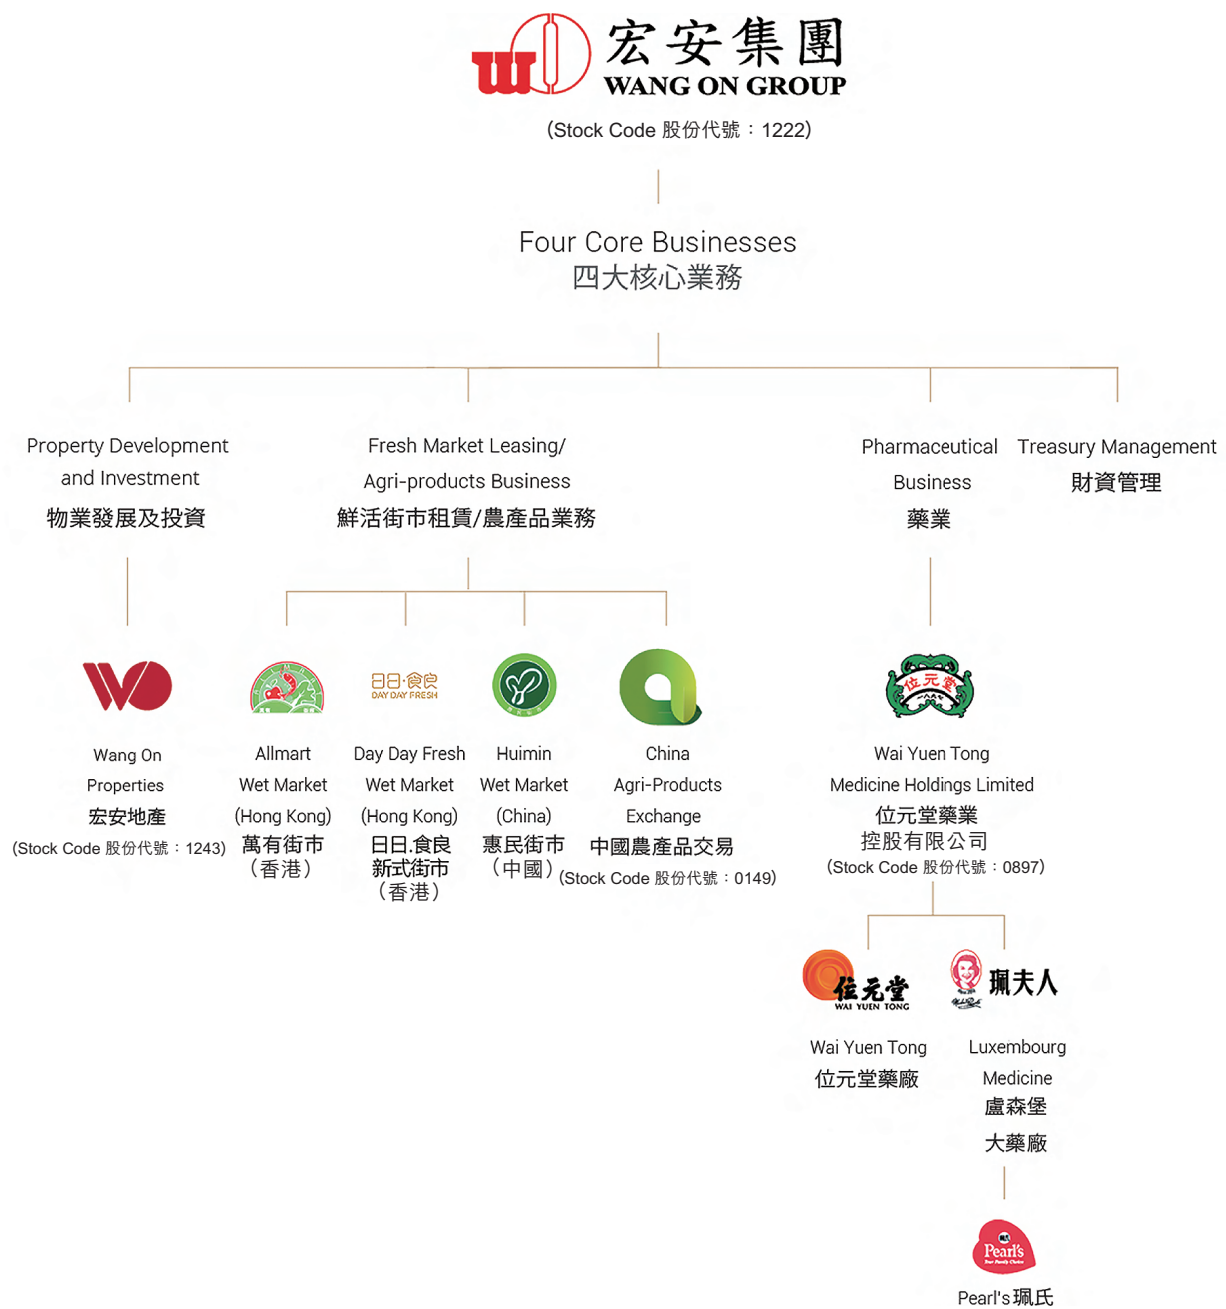 宏安集團
WANG ON GROUP
(Stock Code 股份代號：1222)
Four Core Businesses
四大核心業務
Property Development
and Investment
物業發展及投資
Fresh Market Leasing/
Agri-products Business
鮮活街市租賃/農產品業務
Pharmaceutical
Business
藥業
Treasury Management
財資管理
Wang On
Properties
宏安地產
(Stock Code 股份代號：1243)
Allmart
Wet Market
(Hong Kong)
萬有街市
（香港）
日日·食良
DAY DAY FRESH
Day Day Fresh
Wet Market
(Hong Kong)
日日.食良
新式街市
（香港）
Huimin
Wet Market
(China)
惠民街市
（中國）
China
Agri-Products
Exchange
中國農產品交易
(Stock Code 股份代號：0149)
位元堂
一八九七
Wai Yuen Tong
Medicine Holdings Limited
位元堂藥業
控股有限公司
(Stock Code 股份代號：0897)
位元堂
WAI YUEN TONG
Wai Yuen Tong
位元堂藥廠
珮夫人
Luxembourg
Medicine
盧森堡
大藥廠
Pearl's
Your Family Choice
Pearl's 珮氏